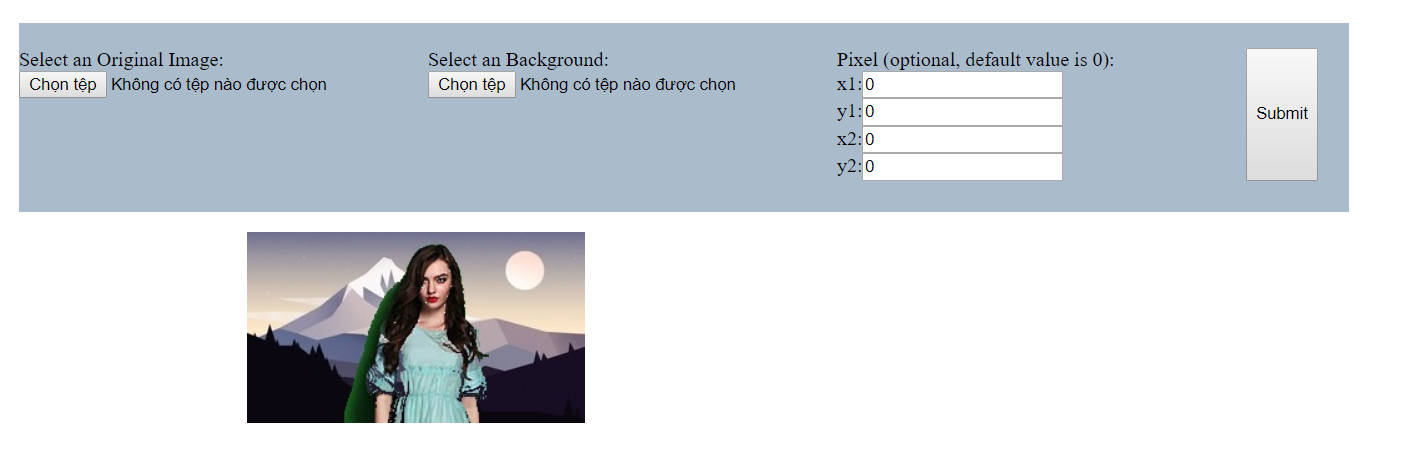 Select an Original Image:
Chọn tệp Không có tệp nào được chọn
Select an Background:
Chọn tệp Không có tệp nào được chọn
Pixel (optional, default value is 0):
x1: 0
y1: 0
x2: 0
y2: 0
Submit